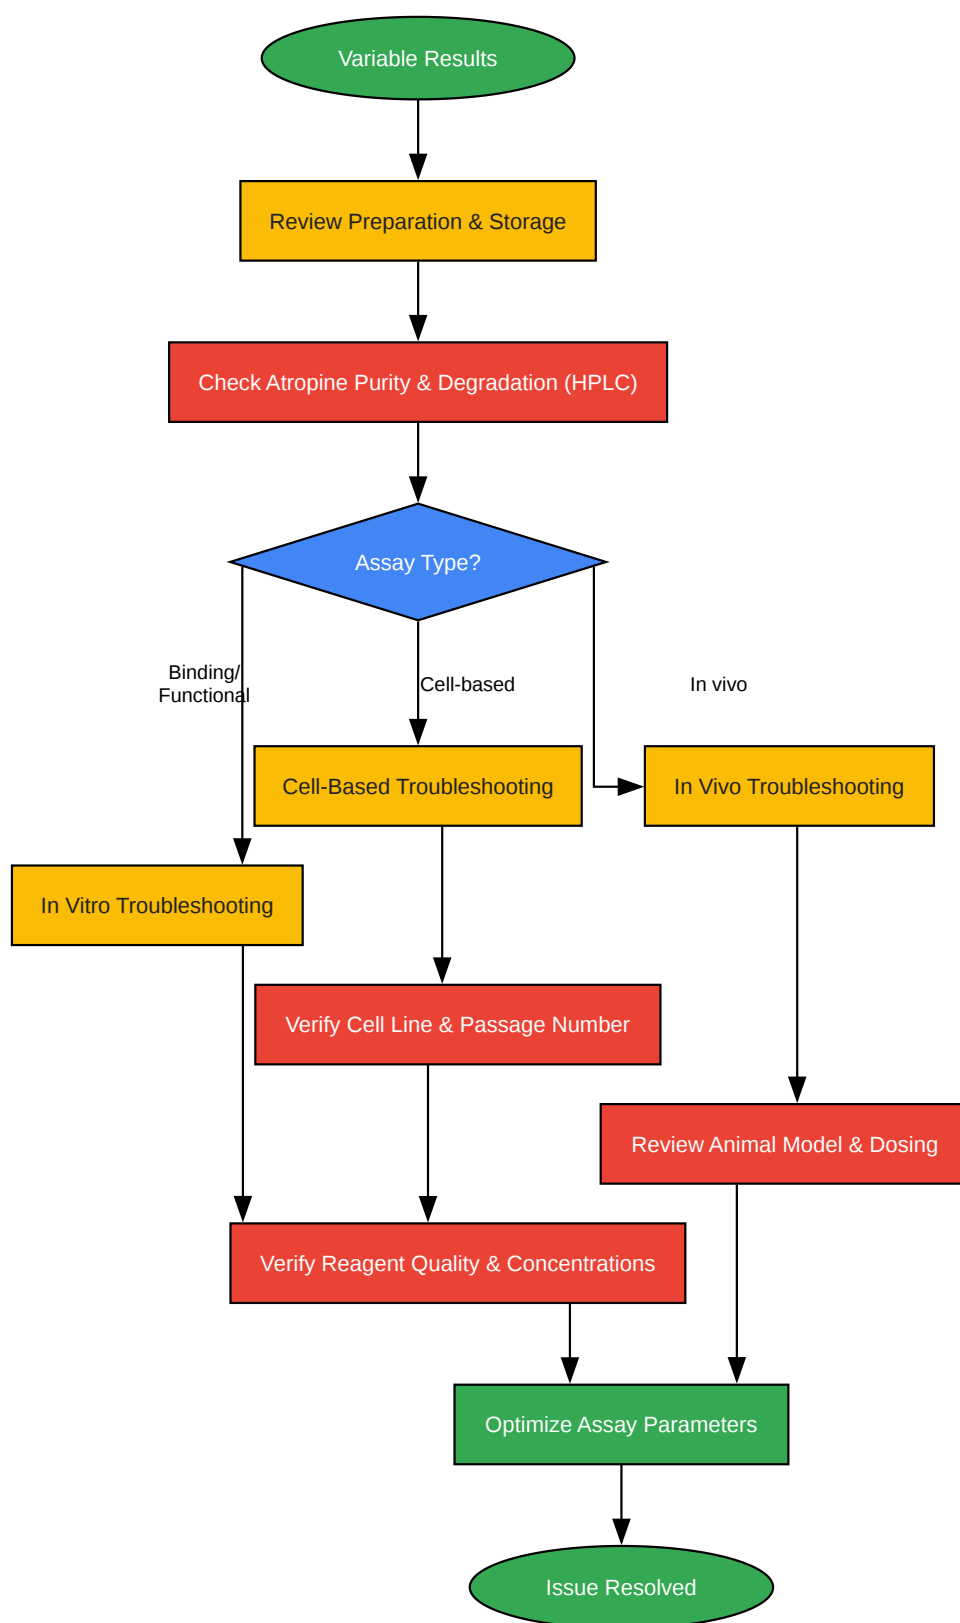 Variable Results
Review Preparation & Storage
Check Atropine Purity & Degradation (HPLC)
Assay Type?
Binding/
Functional
Cell-based
In vivo
Cell-Based Troubleshooting
In Vivo Troubleshooting
In Vitro Troubleshooting
Verify Cell Line & Passage Number
Review Animal Model & Dosing
Verify Reagent Quality & Concentrations
Optimize Assay Parameters
Issue Resolved